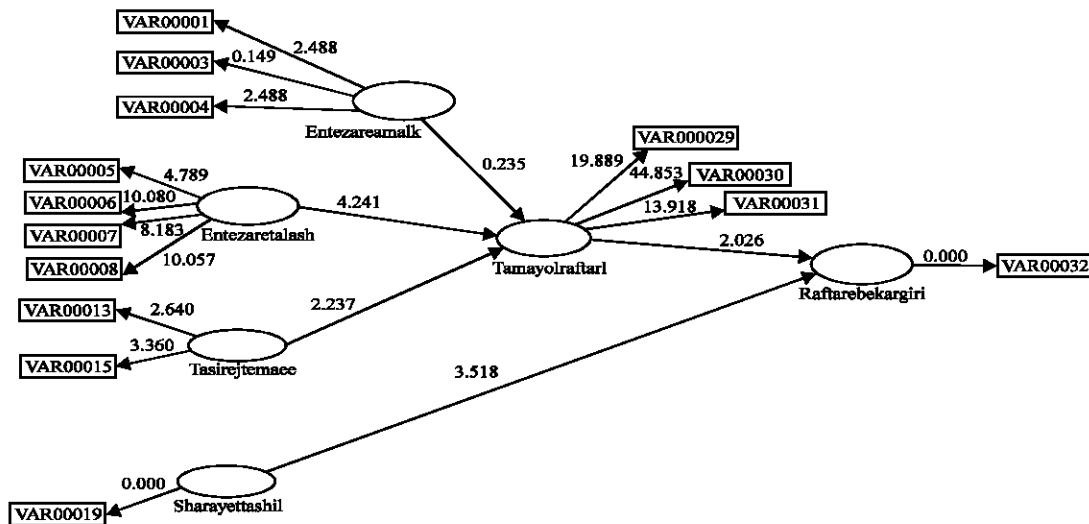 VAR00001
2.488
VAR00003
0.149
VAR00004
2.488
Entezareamalk
0.235
VAR000029
19.889
44.853
VAR00030
13.918
VAR00031
VAR00005
4.789
VAR00006
10.080
VAR00007
8.183
VAR00008
10.057
Entezaretalash
4.241
Tamayolraftarl
2.026
Raftarebekargiri
0.000
VAR00032
VAR00013
2.640
VAR00015
3.360
Tasirejtemaee
2.237
3.518
VAR00019
0.000
Sharayettashil